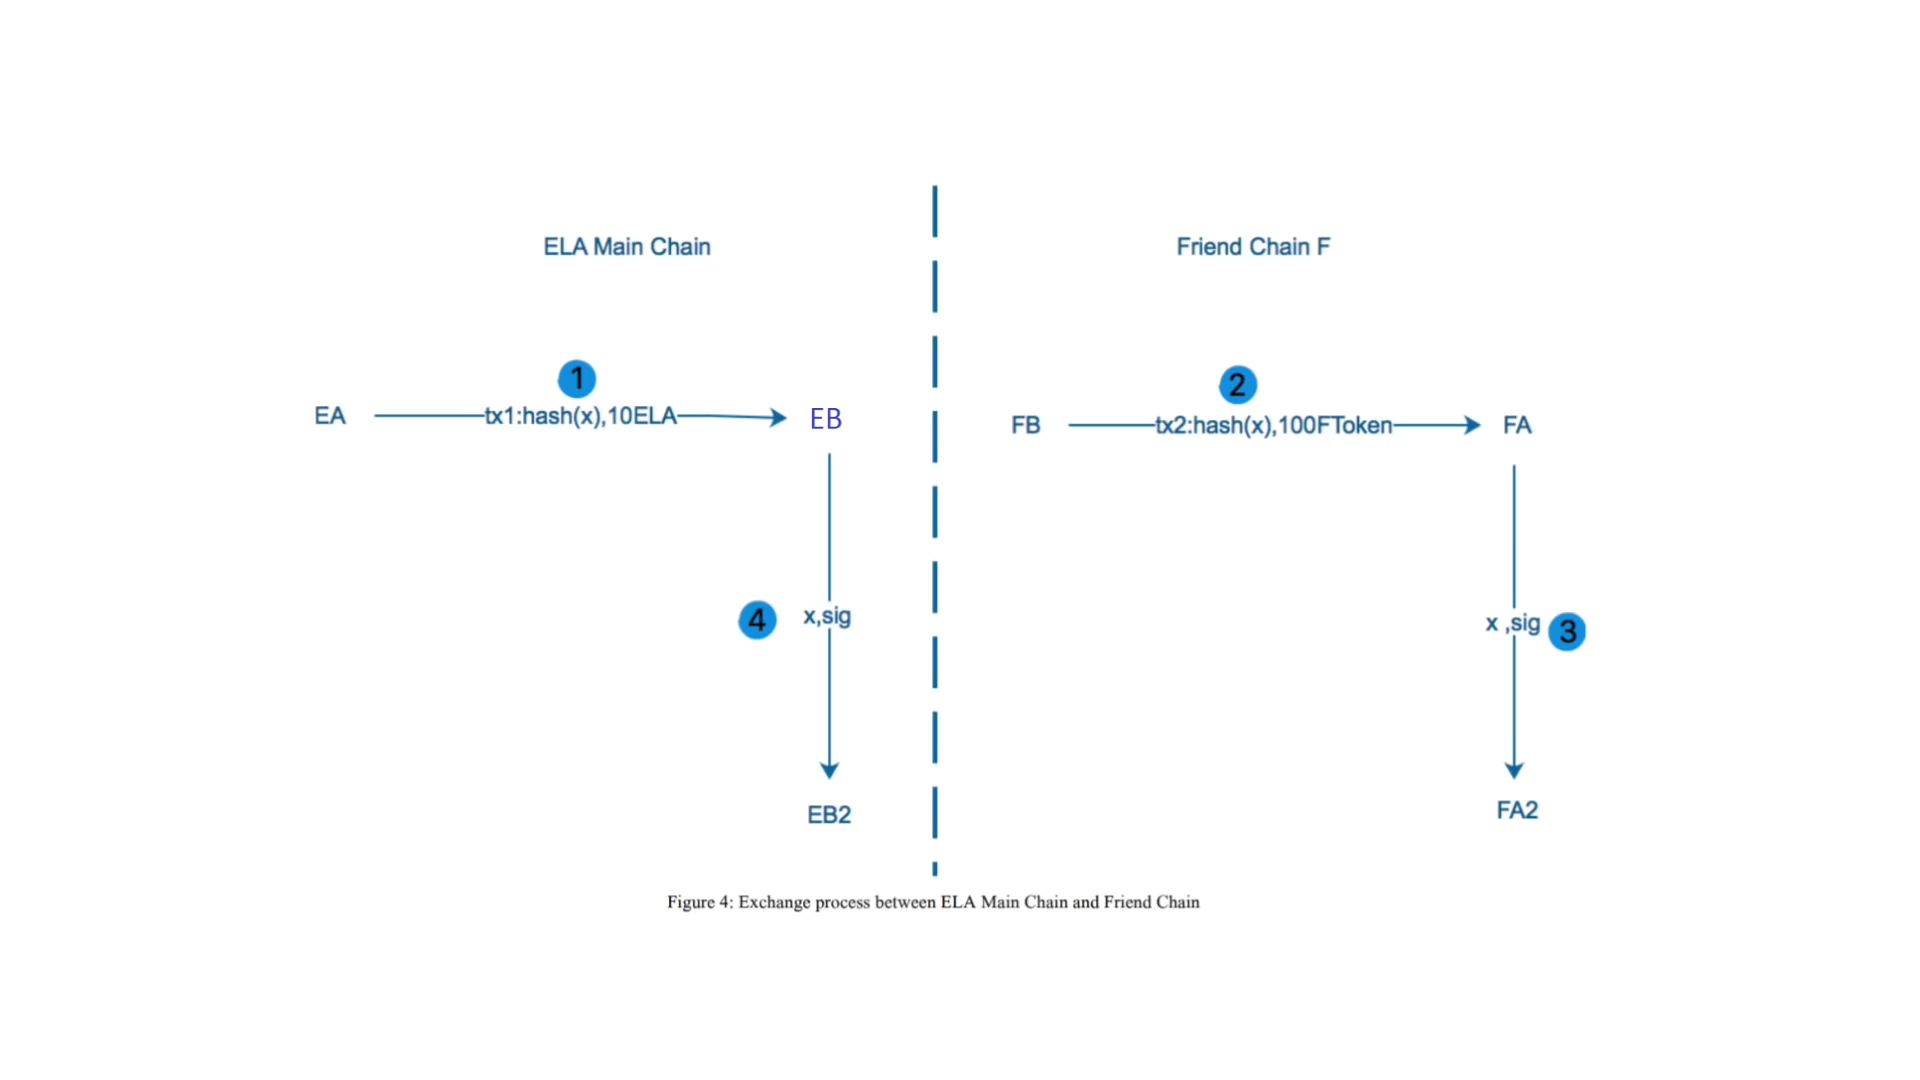 ELA Main Chain
Friend Chain F
1
EA
tx1:hash(x),10ELA
EB
2
FB
tx2:hash(x),100FToken
FA
4
x,sig
x ,sig
3
EB2
FA2
Figure 4: Exchange process between ELA Main Chain and Friend Chain